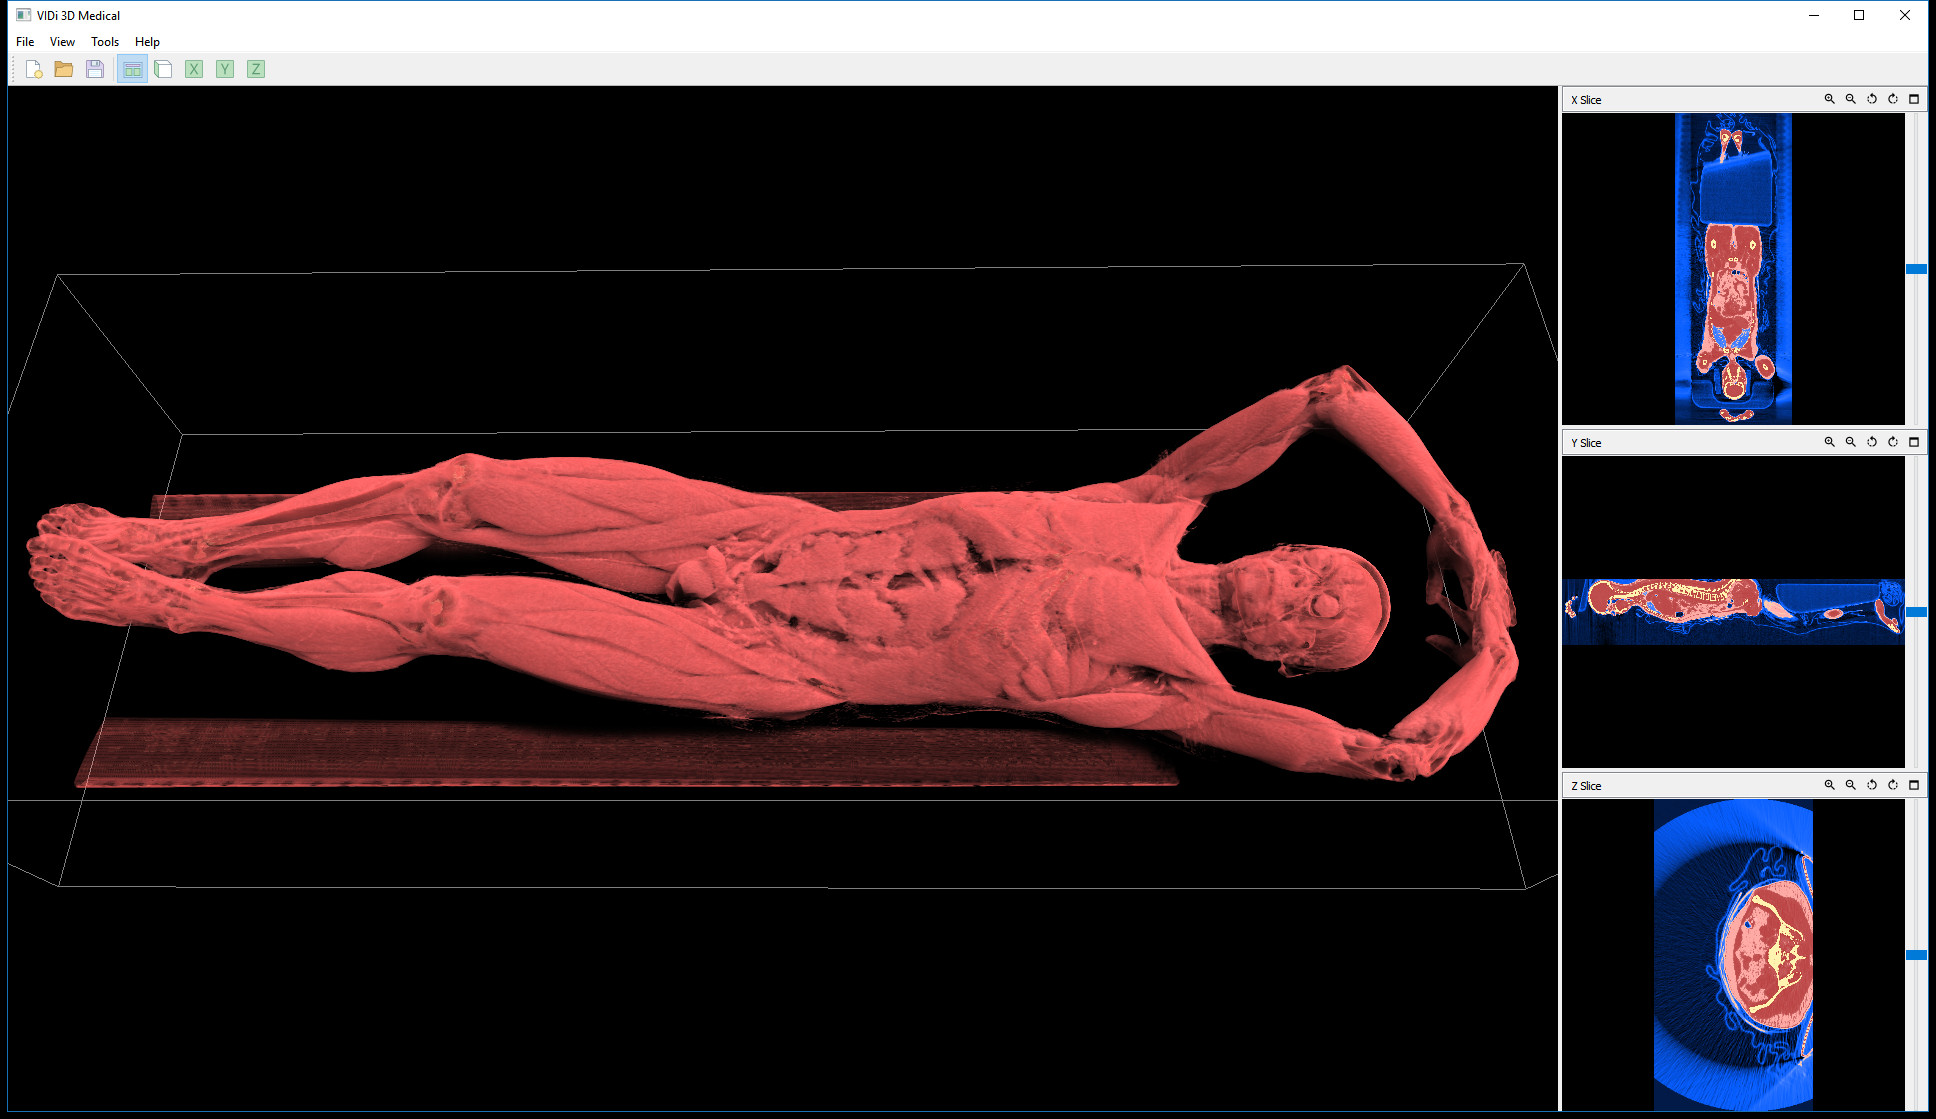 VIDi 3D Medical
File View Tools Help
X Y Z
X Slice
Y Slice
Z Slice